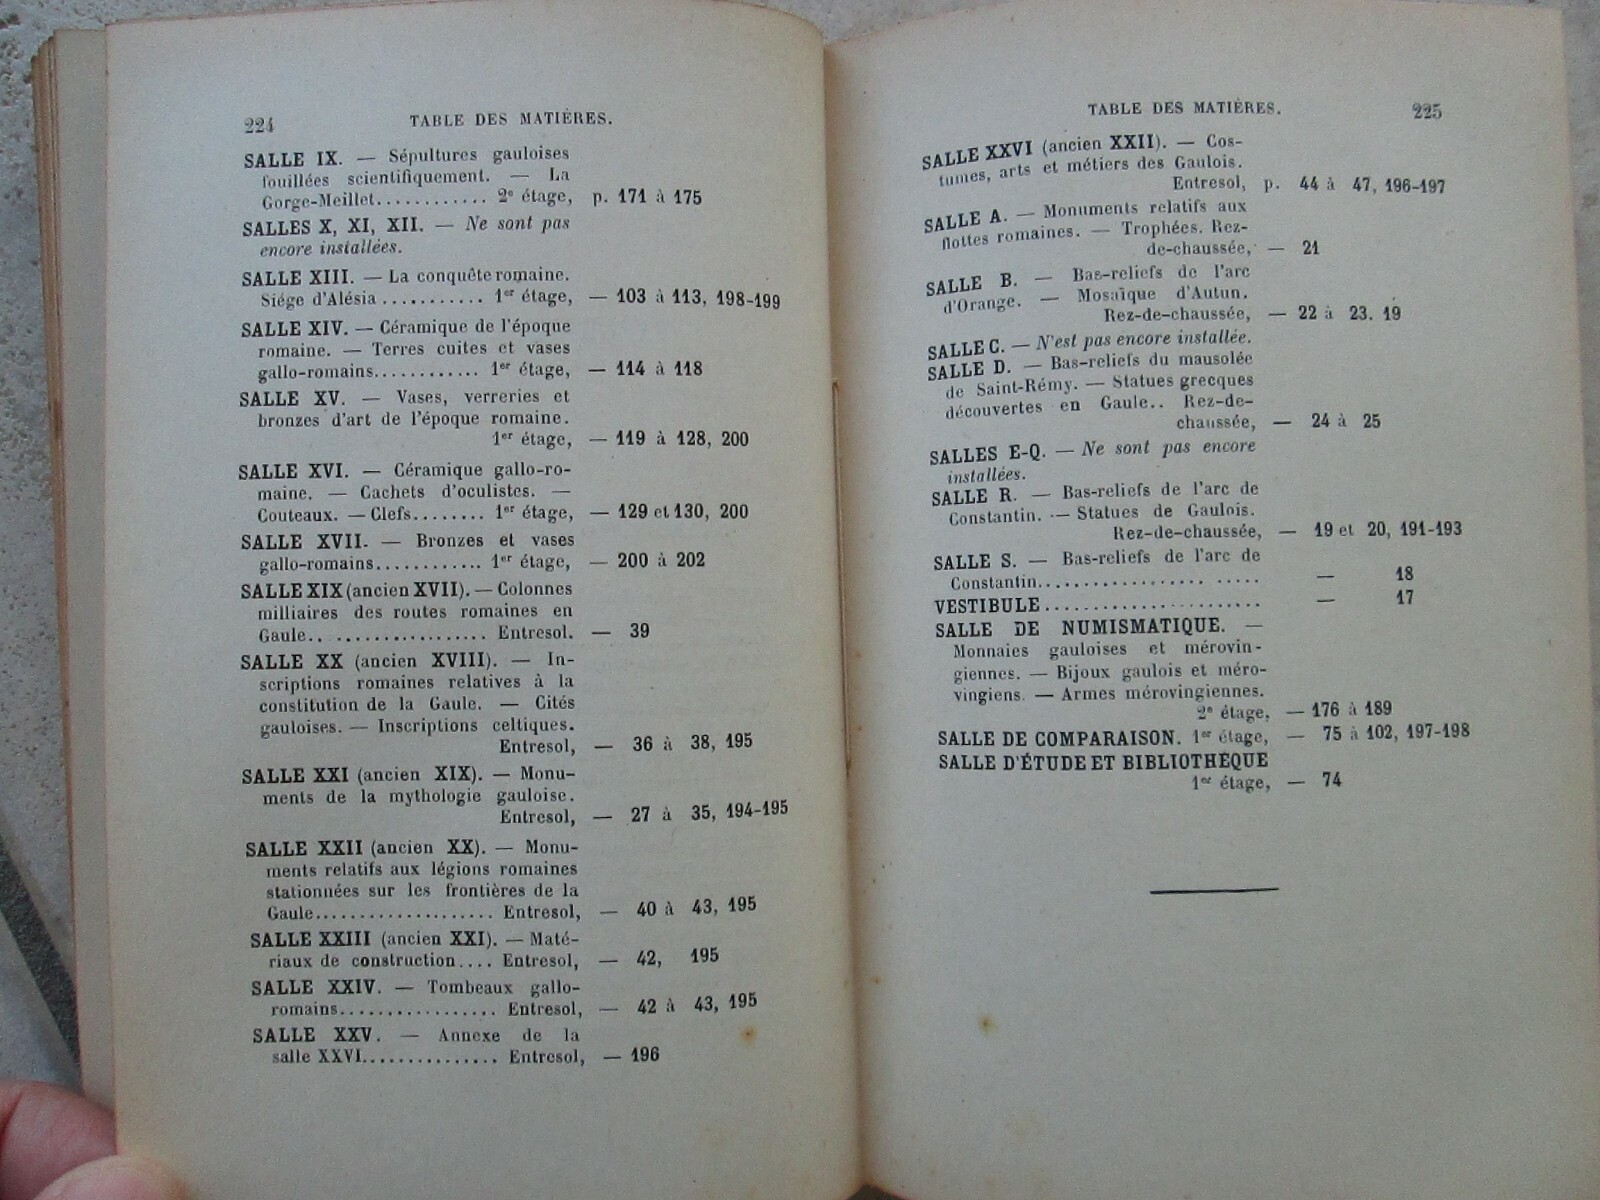 224 TABLE DES MATIÈRES.
SALLE IX. — Sépultures gauloises
fouillées scientifiquement. — La
Gorge-Meillet............ 2e étage, p. 171 à 175
SALLES X, XI, XII. — Ne sont pas
encore installées.
SALLE XIII. — La conquête romaine.
Siége d'Alésia ........... 1er étage, — 103 à 113, 198-199
SALLE XIV. — Céramique de l'époque
romaine. — Terres cuites et vases
gallo-romains............ 1er étage, — 114 à 118
SALLE XV. — Vases, verreries et
bronzes d'art de l'époque romaine.
1er étage, — 119 à 128, 200
SALLE XVI. — Céramique gallo-ro-
maine. — Cachets d'oculistes. —
Couteaux. — Clefs........ 1er étage, — 129 et 130, 200
SALLE XVII. — Bronzes et vases
gallo-romains............ 1er étage, — 200 à 202
SALLE XIX (ancien XVII). — Colonnes
milliaires des routes romaines en
Gaule.. ................. Entresol. — 39
SALLE XX (ancien XVIII). — In-
scriptions romaines relatives à la
constitution de la Gaule. — Cités
gauloises. — Inscriptions celtiques.
Entresol, — 36 à 38, 195
SALLE XXI (ancien XIX). — Monu-
ments de la mythologie gauloise.
Entresol, — 27 à 35, 194-195
SALLE XXII (ancien XX). — Monu-
ments relatifs aux légions romaines
stationnées sur les frontières de la
Gaule.................... Entresol, — 40 à 43, 195
SALLE XXIII (ancien XXI). — Maté-
riaux de construction.... Entresol, — 42, 195
SALLE XXIV. — Tombeaux gallo-
romains................. Entresol, — 42 à 43, 195
SALLE XXV. — Annexe de la
salle XXVI............... Entresol, — 196
TABLE DES MATIÈRES. 225
SALLE XXVI (ancien XXII). — Cos-
tumes, arts et métiers des Gaulois.
Entresol, p. 44 à 47, 196-197
SALLE A. — Monuments relatifs aux
flottes romaines. — Trophées. Rez-
de-chaussée, — 21
SALLE B. — Bas-reliefs de l'arc
d'Orange. — Mosaïque d'Autun.
Rez-de-chaussée, — 22 à 23. 19
SALLE C. — N'est pas encore installée.
SALLE D. — Bas-reliefs du mausolée
de Saint-Rémy. — Statues grecques
découvertes en Gaule.. Rez-de-
chaussée, — 24 à 25
SALLES E-Q. — Ne sont pas encore
installées.
SALLE R. — Bas-reliefs de l'arc de
Constantin. — Statues de Gaulois.
Rez-de-chaussée, — 19 et 20, 191-193
SALLE S. — Bas-reliefs de l'arc de
Constantin................. ..... — 18
VESTIBULE........................ — 17
SALLE DE NUMISMATIQUE. —
Monnaies gauloises et mérovin-
giennes. — Bijoux gaulois et méro-
vingiens. — Armes mérovingiennes.
2e étage, — 176 à 189
SALLE DE COMPARAISON. 1er étage, — 75 à 102, 197-198
SALLE D'ÉTUDE ET BIBLIOTHÈQUE
1er étage, — 74